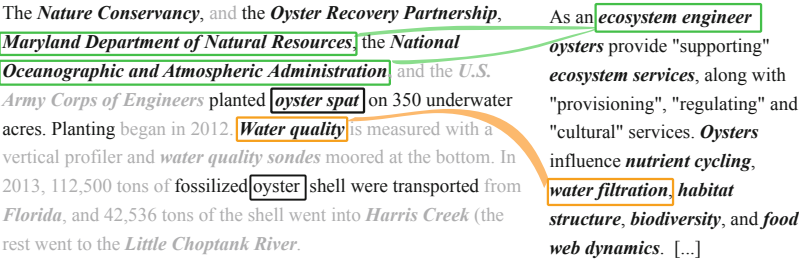 The Nature Conservancy, and the Oyster Recovery Partnership,
Maryland Department of Natural Resources, the National
Oceanographic and Atmospheric Administration, and the U.S.
Army Corps of Engineers planted oyster spat on 350 underwater
acres. Planting began in 2012. Water quality is measured with a
vertical profiler and water quality sondes moored at the bottom. In
2013, 112,500 tons of fossilized oyster shell were transported from
Florida, and 42,536 tons of the shell went into Harris Creek (the
rest went to the Little Choptank River.
As an ecosystem engineer
oysters provide "supporting"
ecosystem services, along with
"provisioning", "regulating" and
"cultural" services. Oysters
influence nutrient cycling,
water filtration, habitat
structure, biodiversity, and food
web dynamics. [...]